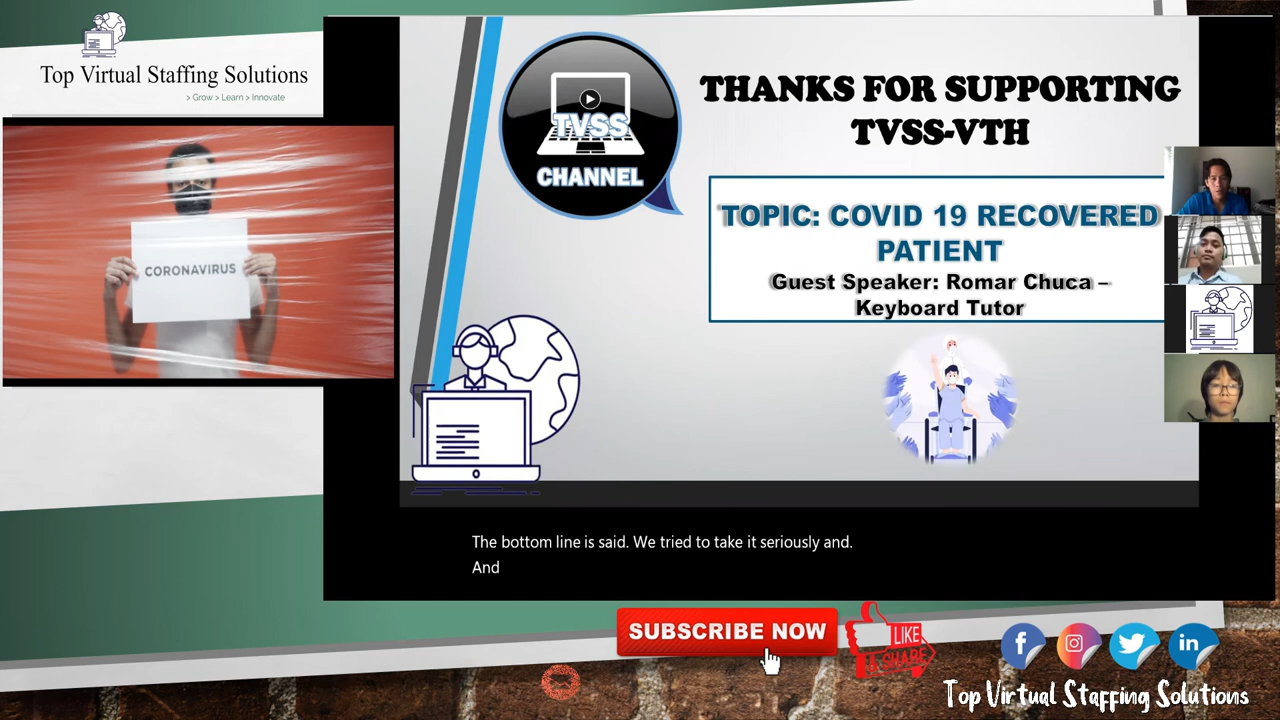 Top Virtual Staffing Solutions
> Grow > Learn > Innovate
CORONAVIRUS
TVSS
CHANNEL
THANKS FOR SUPPORTING
TVSS-VTH
TOPIC: COVID 19 RECOVERED
PATIENT
Guest Speaker: Romar Chuca –
Keyboard Tutor
The bottom line is said. We tried to take it seriously and.
And
SUBSCRIBE NOW
LIKE
& SHARE
Top Virtual Staffing Solutions